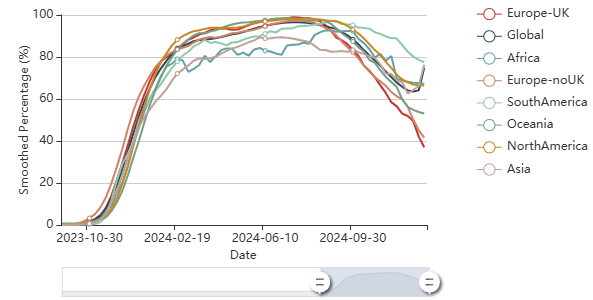 Smoothed Percentage (%)
100
80
60
40
20
0
2023-10-30
2024-02-19
2024-06-10
2024-09-30
Date
Europe-UK
Global
Africa
Europe-noUK
SouthAmerica
Oceania
NorthAmerica
Asia